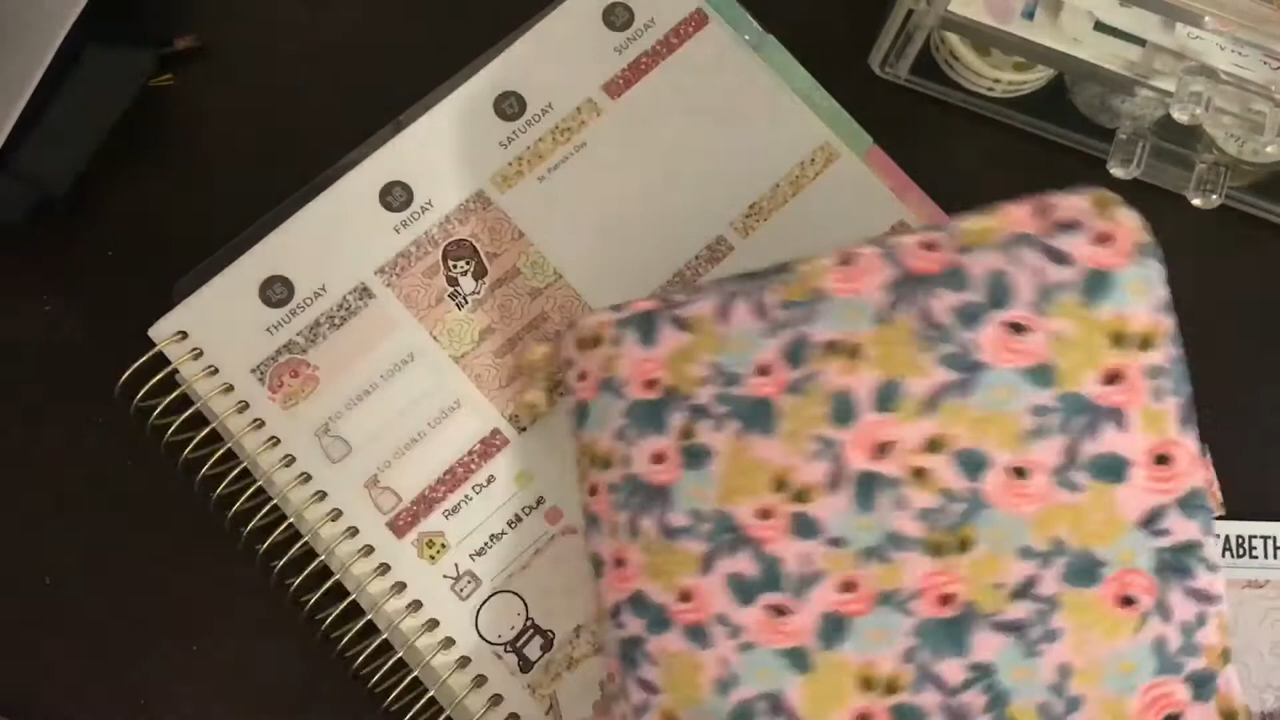 15
THURSDAY
16
FRIDAY
17
SATURDAY
18
SUNDAY
St. Patrick's Day
to clean today
to clean today
Rent Due
Netflix Bill Due
ABETH